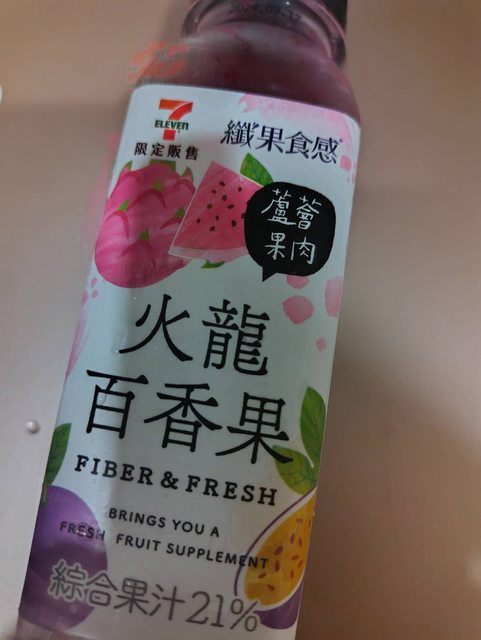 7
ELEVEN
限定販售
纖果食感
蘆薈
果肉
火龍
百香果
FIBER & FRESH
BRINGS YOU A
FRESH FRUIT SUPPLEMENT
綜合果汁21%